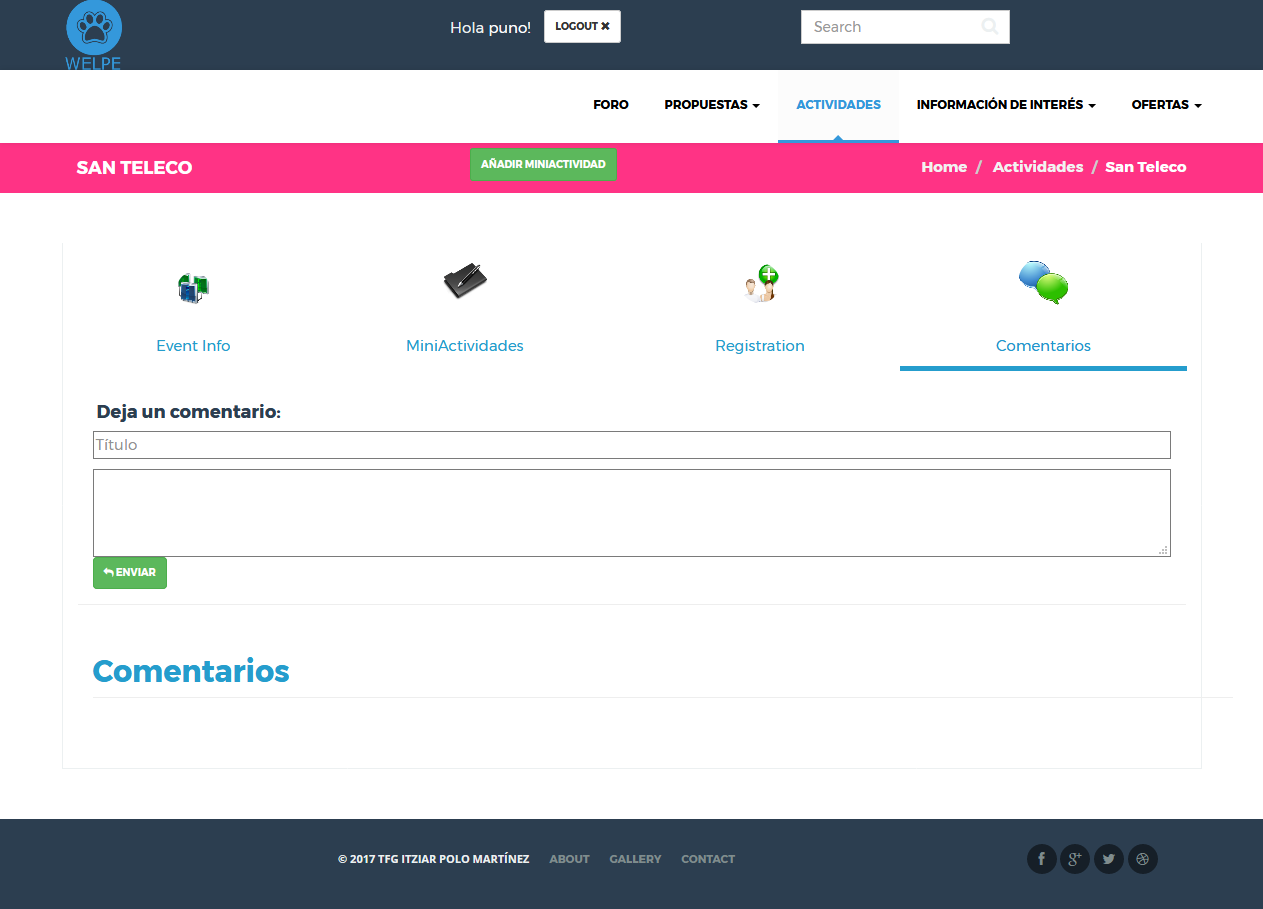 WELPE
Hola puno!
LOGOUT ✖
Search
FORO
PROPUESTAS
ACTIVIDADES
INFORMACIÓN DE INTERÉS
OFERTAS
SAN TELECO
AÑADIR MINIACTIVIDAD
Home / Actividades / San Teleco
Event Info
MiniActividades
Registration
Comentarios
Deja un comentario:
Título
ENVIAR
Comentarios
© 2017 TFG ITZIAR POLO MARTÍNEZ
ABOUT
GALLERY
CONTACT